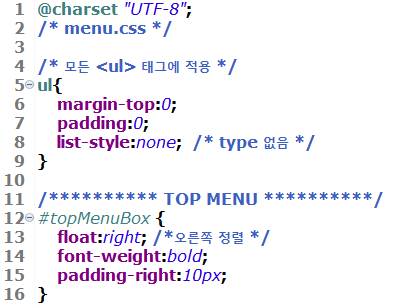 1 @charset "UTF-8";
2 /* menu.css */
3
4 /* 모든 <ul> 태그에 적용 */
5 ul{
6 margin-top:0;
7 padding:0;
8 list-style:none; /* type 없음 */
9 }
10
11 /********** TOP MENU **********/
12 #topMenuBox {
13 float:right; /*오른쪽 정렬 */
14 font-weight:bold;
15 padding-right:10px;
16 }